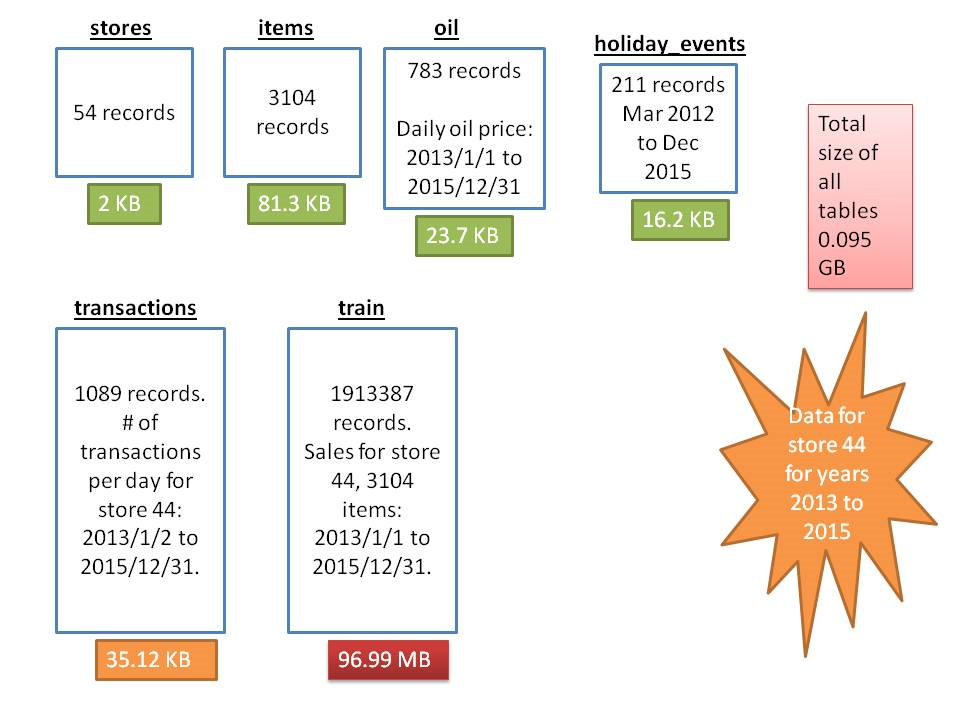 stores
54 records
2 KB
items
3104
records
81.3 KB
oil
783 records
Daily oil price:
2013/1/1 to
2015/12/31
23.7 KB
holiday_events
211 records
Mar 2012
to Dec
2015
16.2 KB
Total
size of
all
tables
0.095
GB
transactions
1089 records.
# of
transactions
per day for
store 44:
2013/1/2 to
2015/12/31.
35.12 KB
train
1913387
records.
Sales for store
44, 3104
items:
2013/1/1 to
2015/12/31.
96.99 MB
Data for
store 44
for years
2013 to
2015